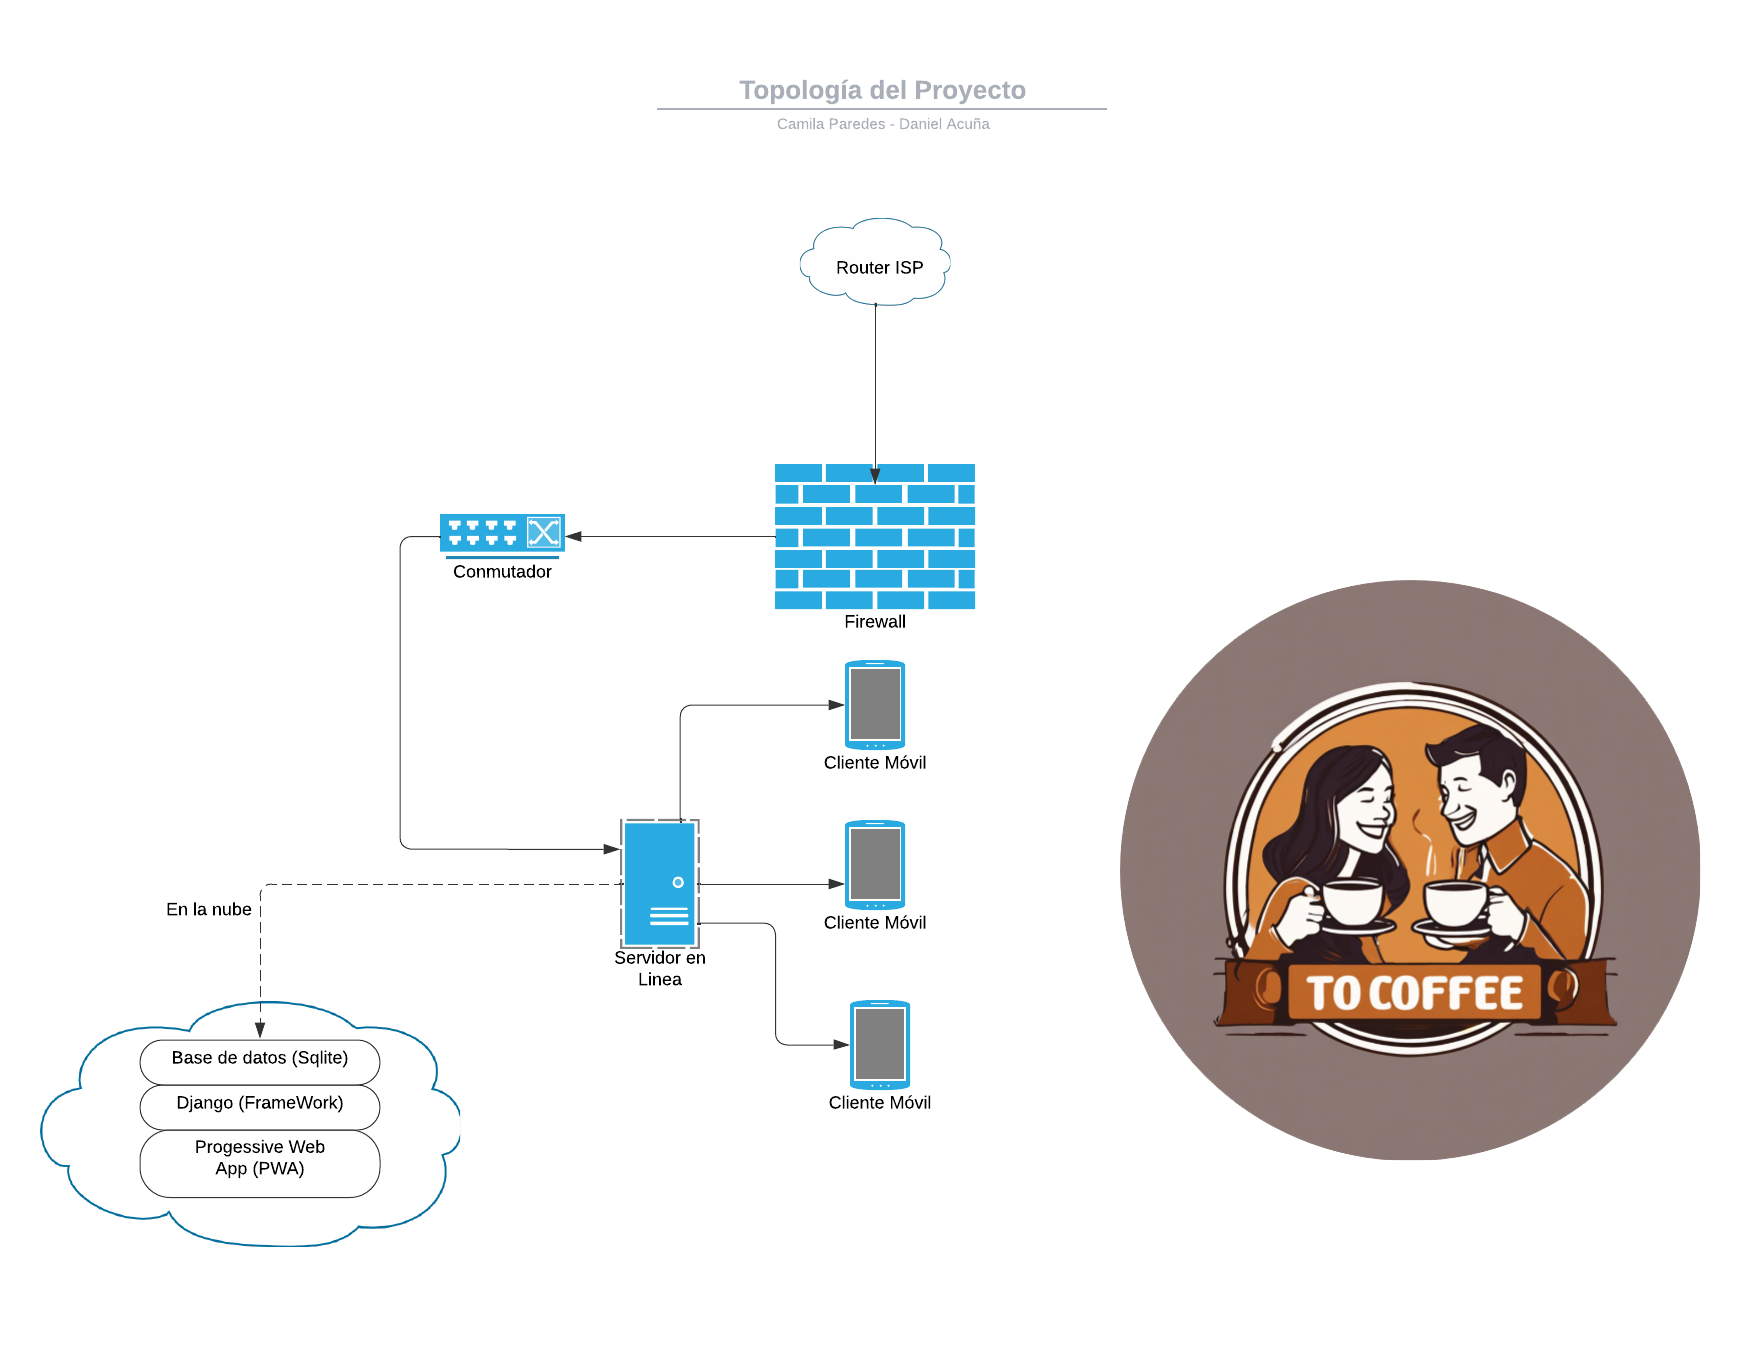 Topología del Proyecto
Camila Paredes - Daniel Acuña
Router ISP
Conmutador
Firewall
Cliente Móvil
Cliente Móvil
En la nube
Servidor en
Linea
Base de datos (Sqlite)
Django (FrameWork)
Progessive Web
App (PWA)
Cliente Móvil
TO COFFEE